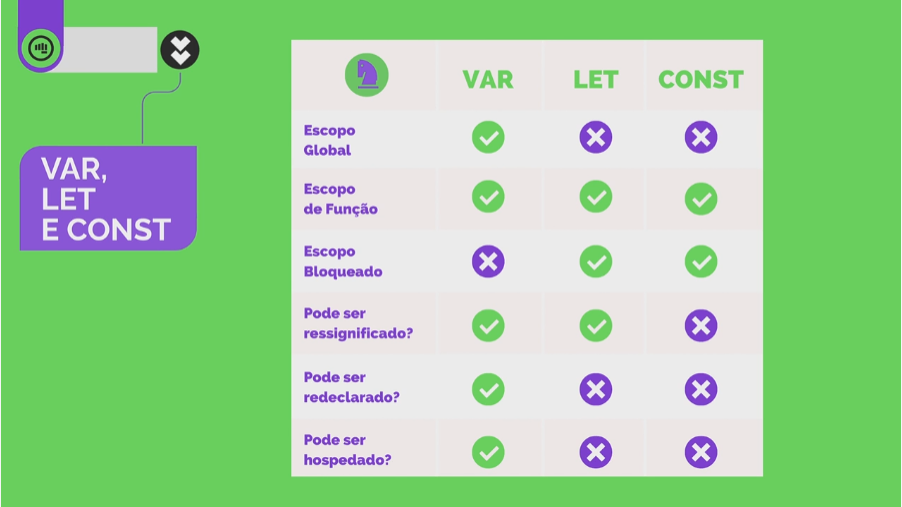 VAR,
LET
E CONST
VAR LET CONST
Escopo
Global
Escopo
de Função
Escopo
Bloqueado
Pode ser
ressignificado?
Pode ser
redeclarado?
Pode ser
hospedado?